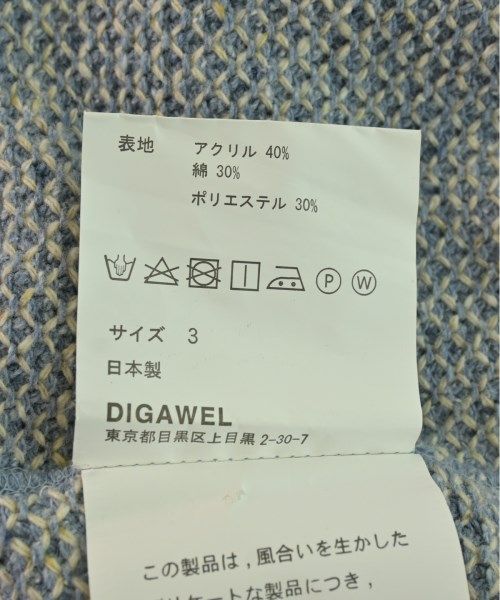 表地 アクリル 40%
綿 30%
ポリエステル 30%
P W
サイズ 3
日本製
DIGAWEL
東京都目黒区上目黒 2-30-7
この製品は,風合いを生かした
デリケートな製品につき,